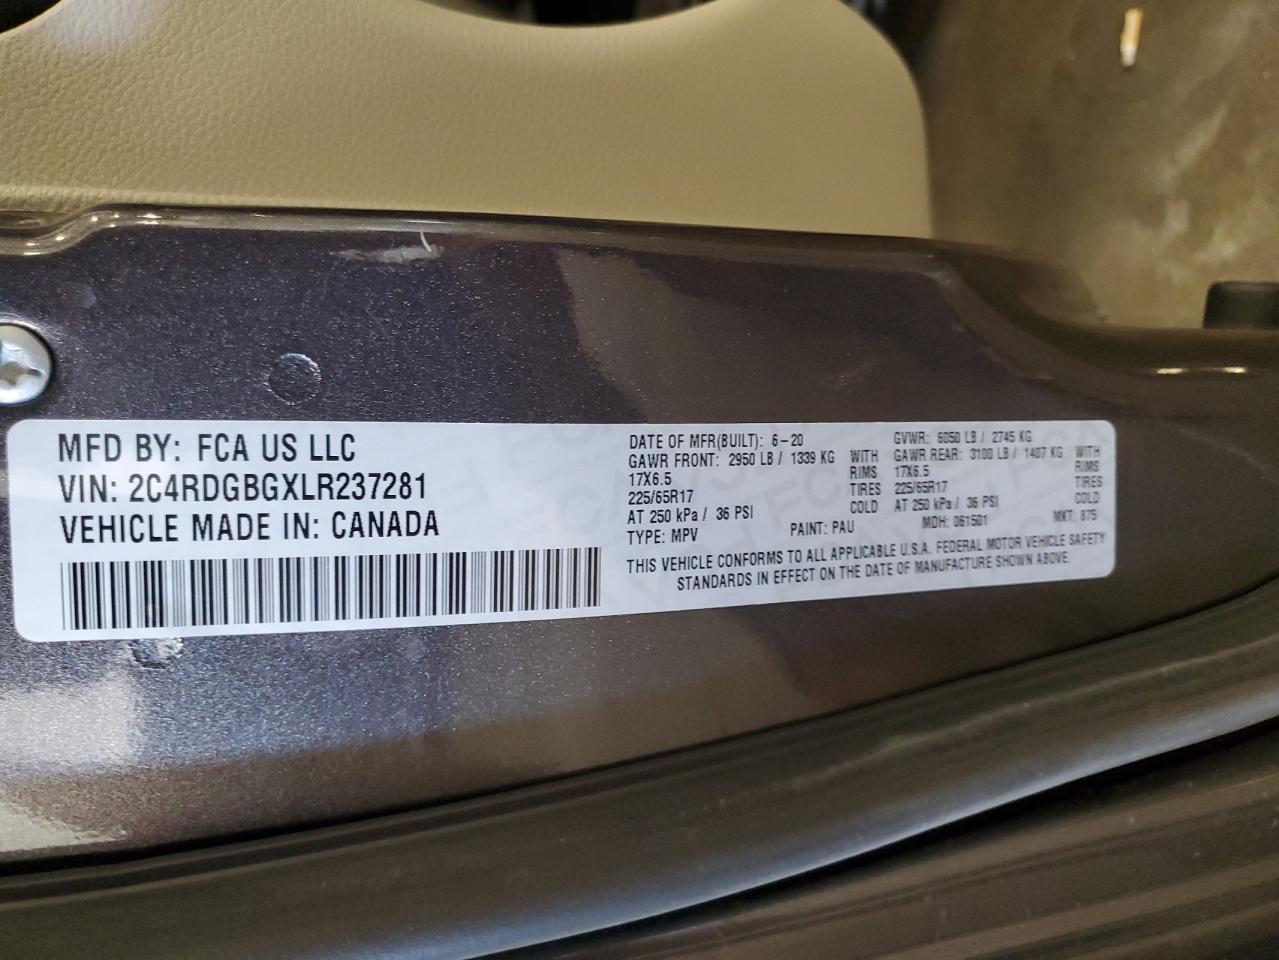 MFD BY: FCA US LLC
VIN: 2C4RDGBGXLR237281
VEHICLE MADE IN: CANADA
DATE OF MFR(BUILT): 6-20
GAWR FRONT: 2950 LB / 1339 KG WITH
17X6.5 RIMS
225/65R17 TIRES
AT 250 kPa / 36 PSI COLD
TYPE: MPV PAINT: PAU
GVWR: 6050 LB / 2745 KG
GAWR REAR: 3100 LB / 1407 KG WITH
17X6.5 RIMS
225/65R17 TIRES
AT 250 kPa / 36 PSI COLD
MDH: 061501 MKT: 875
THIS VEHICLE CONFORMS TO ALL APPLICABLE U.S.A. FEDERAL MOTOR VEHICLE SAFETY
STANDARDS IN EFFECT ON THE DATE OF MANUFACTURE SHOWN ABOVE.